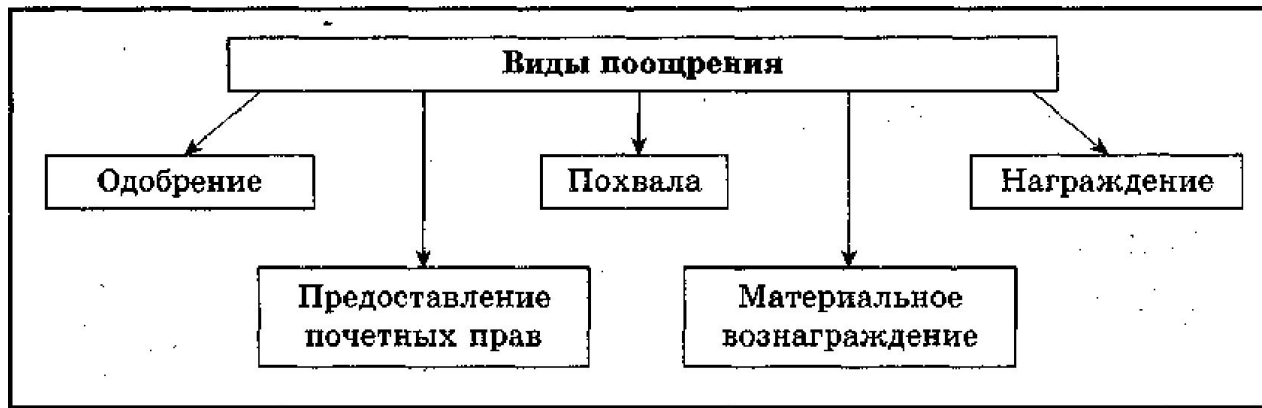 Виды поощрения
Одобрение
Похвала
Награждение
Предоставление
почетных прав
Материальное
вознаграждение